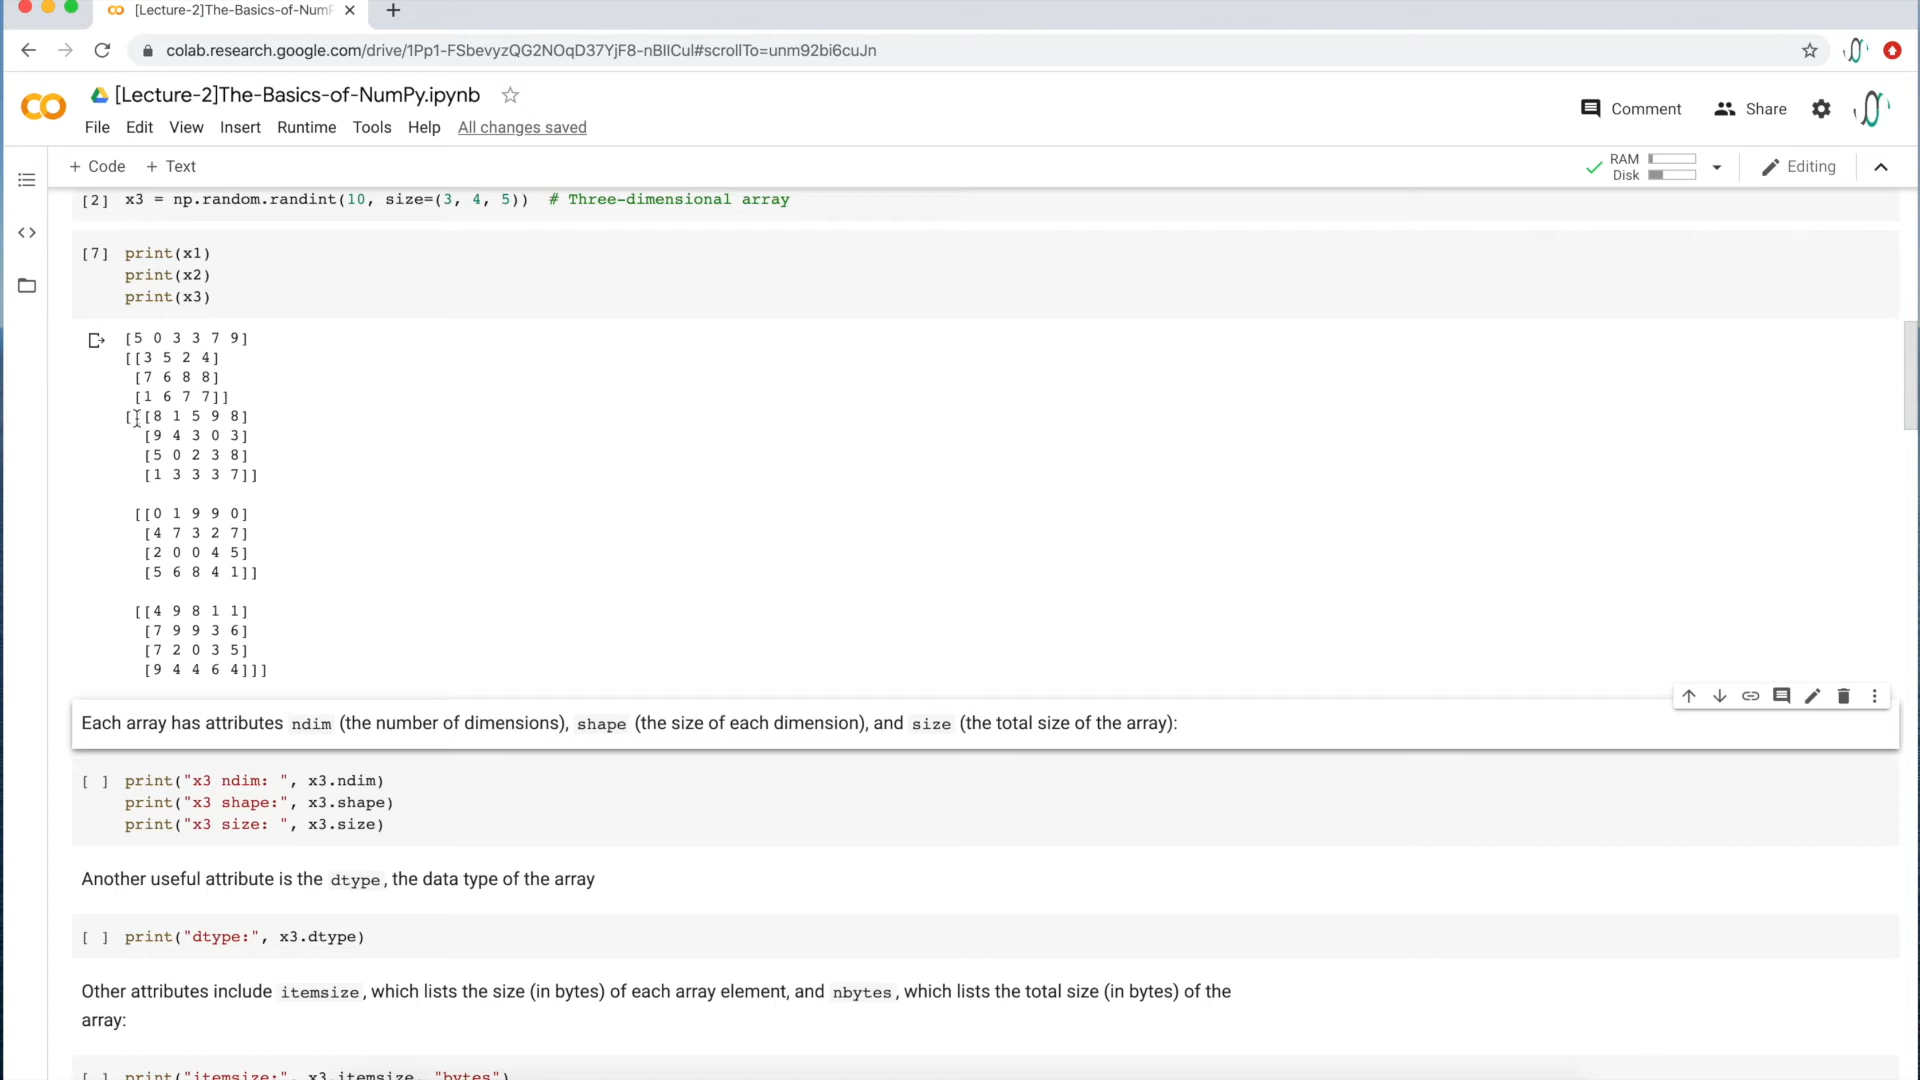 [Lecture-2]The-Basics-of-NumP
colab.research.google.com/drive/1Pp1-FSbevyzQG2NOqD37YjF8-nBIlCul#scrollTo=unm92bi6cuJn
[Lecture-2]The-Basics-of-NumPy.ipynb
Comment
Share
File Edit View Insert Runtime Tools Help All changes saved
+ Code + Text
RAM
Disk
Editing
[2] x3 = np.random.randint(10, size=(3, 4, 5)) # Three-dimensional array
[7] print(x1)
print(x2)
print(x3)
[5 0 3 3 7 9]
[[3 5 2 4]
[7 6 8 8]
[1 6 7 7]]
[[[8 1 5 9 8]
[9 4 3 0 3]
[5 0 2 3 8]
[1 3 3 3 7]]
[[0 1 9 9 0]
[4 7 3 2 7]
[2 0 0 4 5]
[5 6 8 4 1]]
[[4 9 8 1 1]
[7 9 9 3 6]
[7 2 0 3 5]
[9 4 4 6 4]]]
Each array has attributes ndim (the number of dimensions), shape (the size of each dimension), and size (the total size of the array):
[ ] print("x3 ndim: ", x3.ndim)
print("x3 shape:", x3.shape)
print("x3 size: ", x3.size)
Another useful attribute is the dtype, the data type of the array
[ ] print("dtype:", x3.dtype)
Other attributes include itemsize, which lists the size (in bytes) of each array element, and nbytes, which lists the total size (in bytes) of the
array:
[ ] print("itemsize:", x3.itemsize, "bytes")